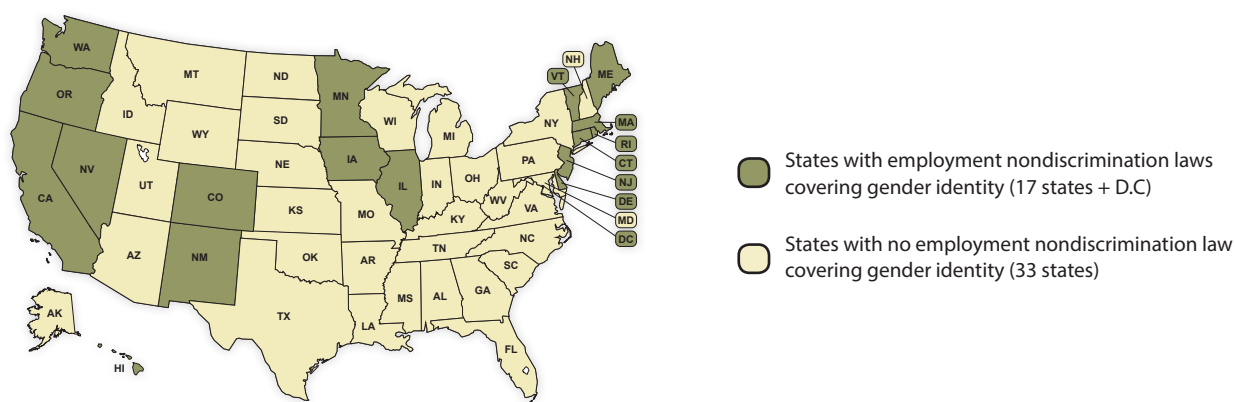 WA
OR
CA
NV
ID
MT
WY
UT
AZ
CO
NM
ND
SD
NE
KS
OK
TX
MN
IA
MO
AR
LA
WI
IL
MI
IN
OH
KY
TN
MS
AL
GA
FL
SC
NC
VA
WV
PA
NY
VT
NH
ME
MA
RI
CT
NJ
DE
MD
DC
AK
HI
States with employment nondiscrimination laws
covering gender identity (17 states + D.C)
States with no employment nondiscrimination law
covering gender identity (33 states)